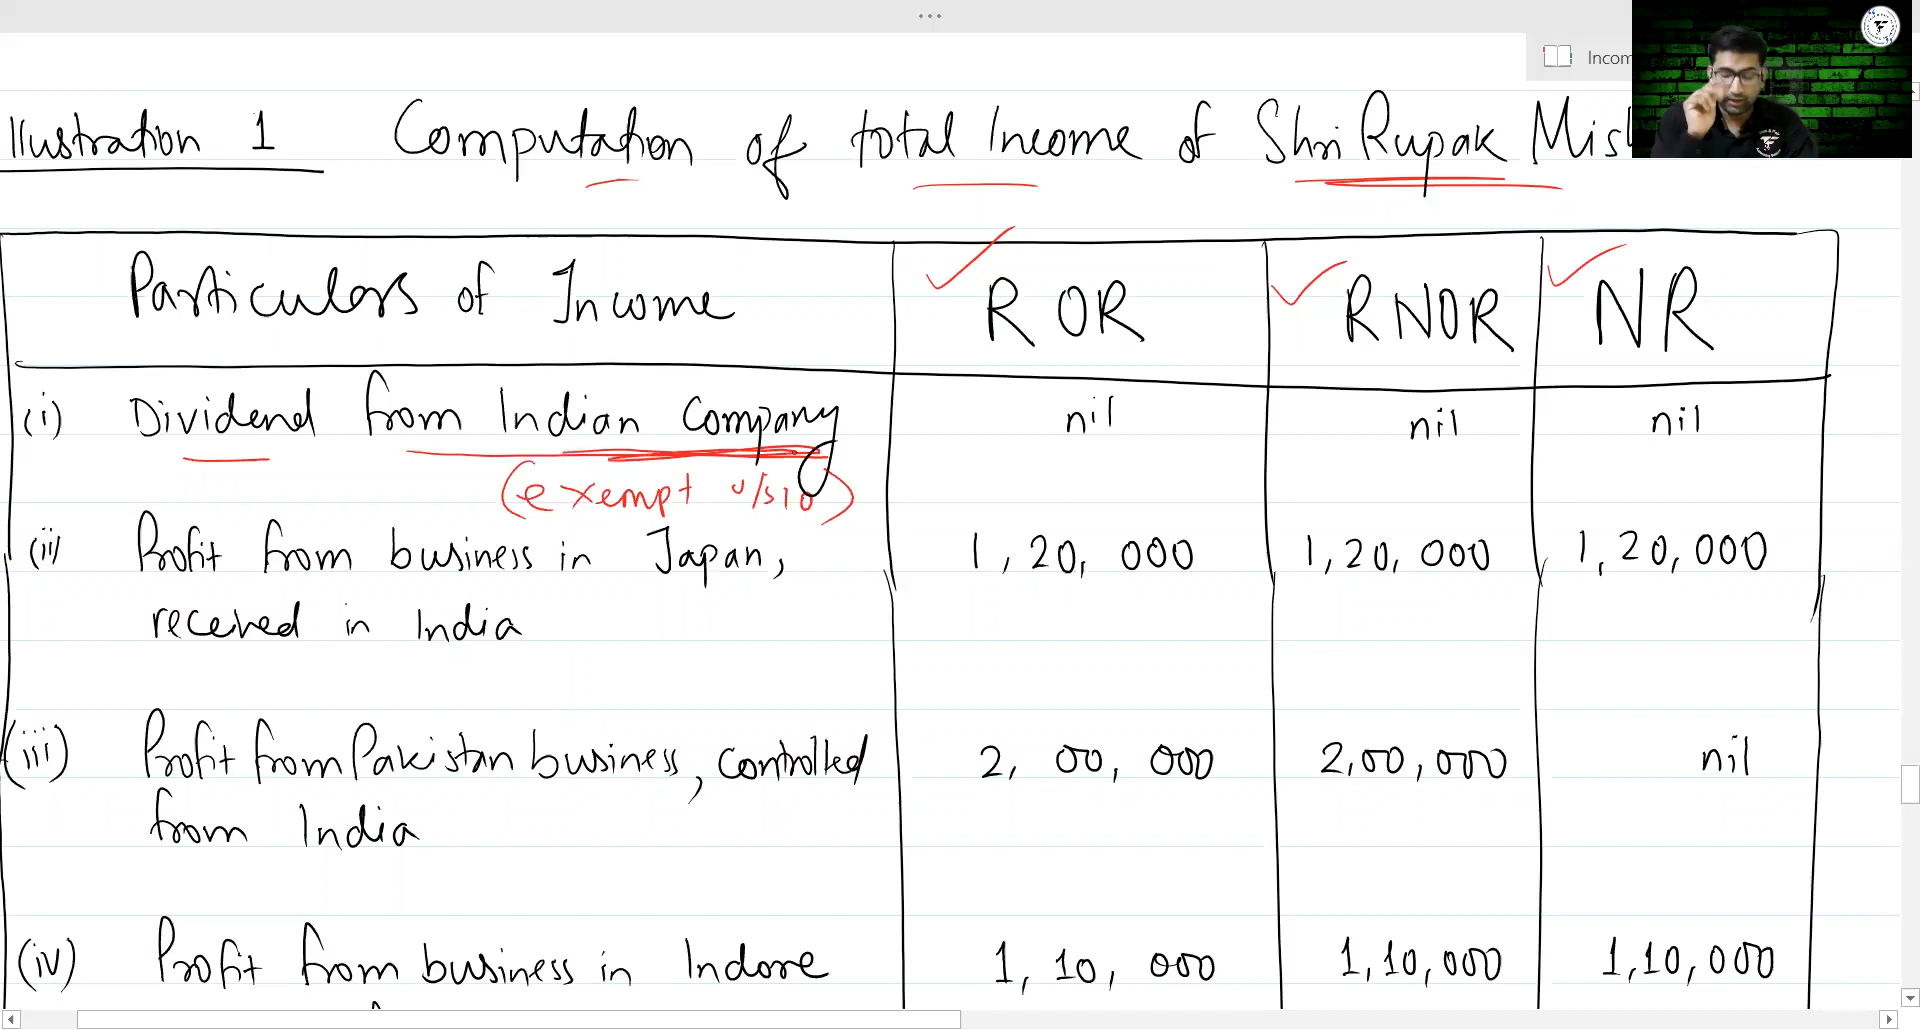 Incom
Illustration 1 Computation of total Income of Shri Rupak Mis
Particulars of Income ROR RNOR NR
(i) Dividend from Indian Company nil nil nil
(exempt u/s 10)
(ii) Profit from business in Japan, 1,20,000 1,20,000 1,20,000
received in India
(iii) Profit from Pakistan business, controlled 2,00,000 2,00,000 nil
from India
(iv) Profit from business in Indore 1,10,000 1,10,000 1,10,000